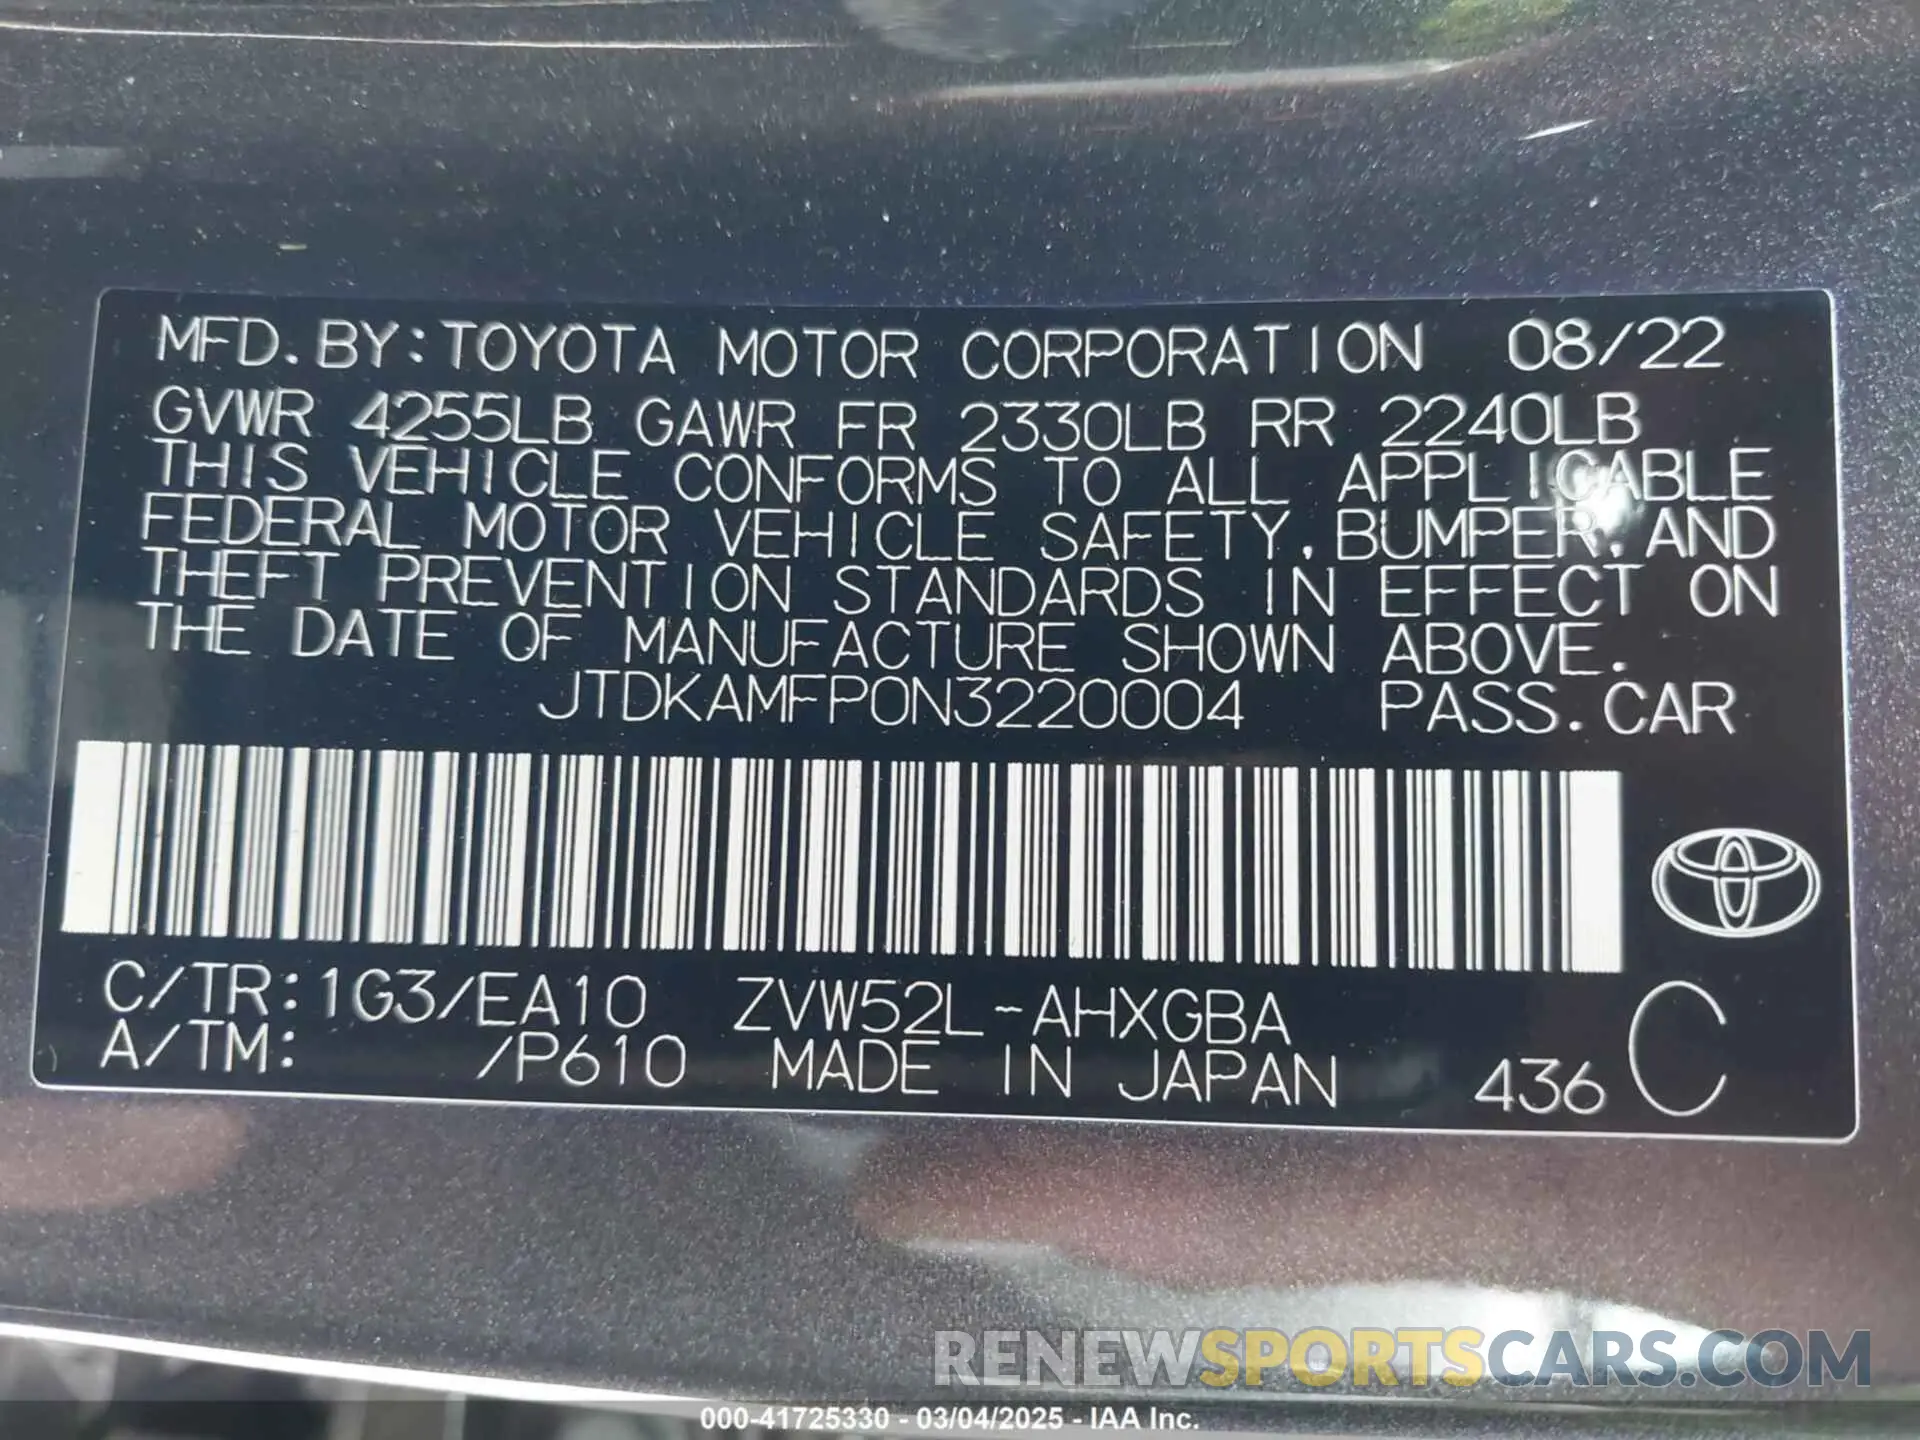 MFD. BY: TOYOTA MOTOR CORPORATION 08/22
GVWR 4255LB GAWR FR 2330LB RR 2240LB
THIS VEHICLE CONFORMS TO ALL APPLICABLE
FEDERAL MOTOR VEHICLE SAFETY, BUMPER, AND
THEFT PREVENTION STANDARDS IN EFFECT ON
THE DATE OF MANUFACTURE SHOWN ABOVE.
JTDKAMFP0N3220004 PASS. CAR
C/TR: 1G3/EA10 ZVW52L-AHXGBA
A/TM: /P610 MADE IN JAPAN 436 C
RENEWSPORTSCARS.COM
000-41725330 - 03/04/2025 - IAA Inc.